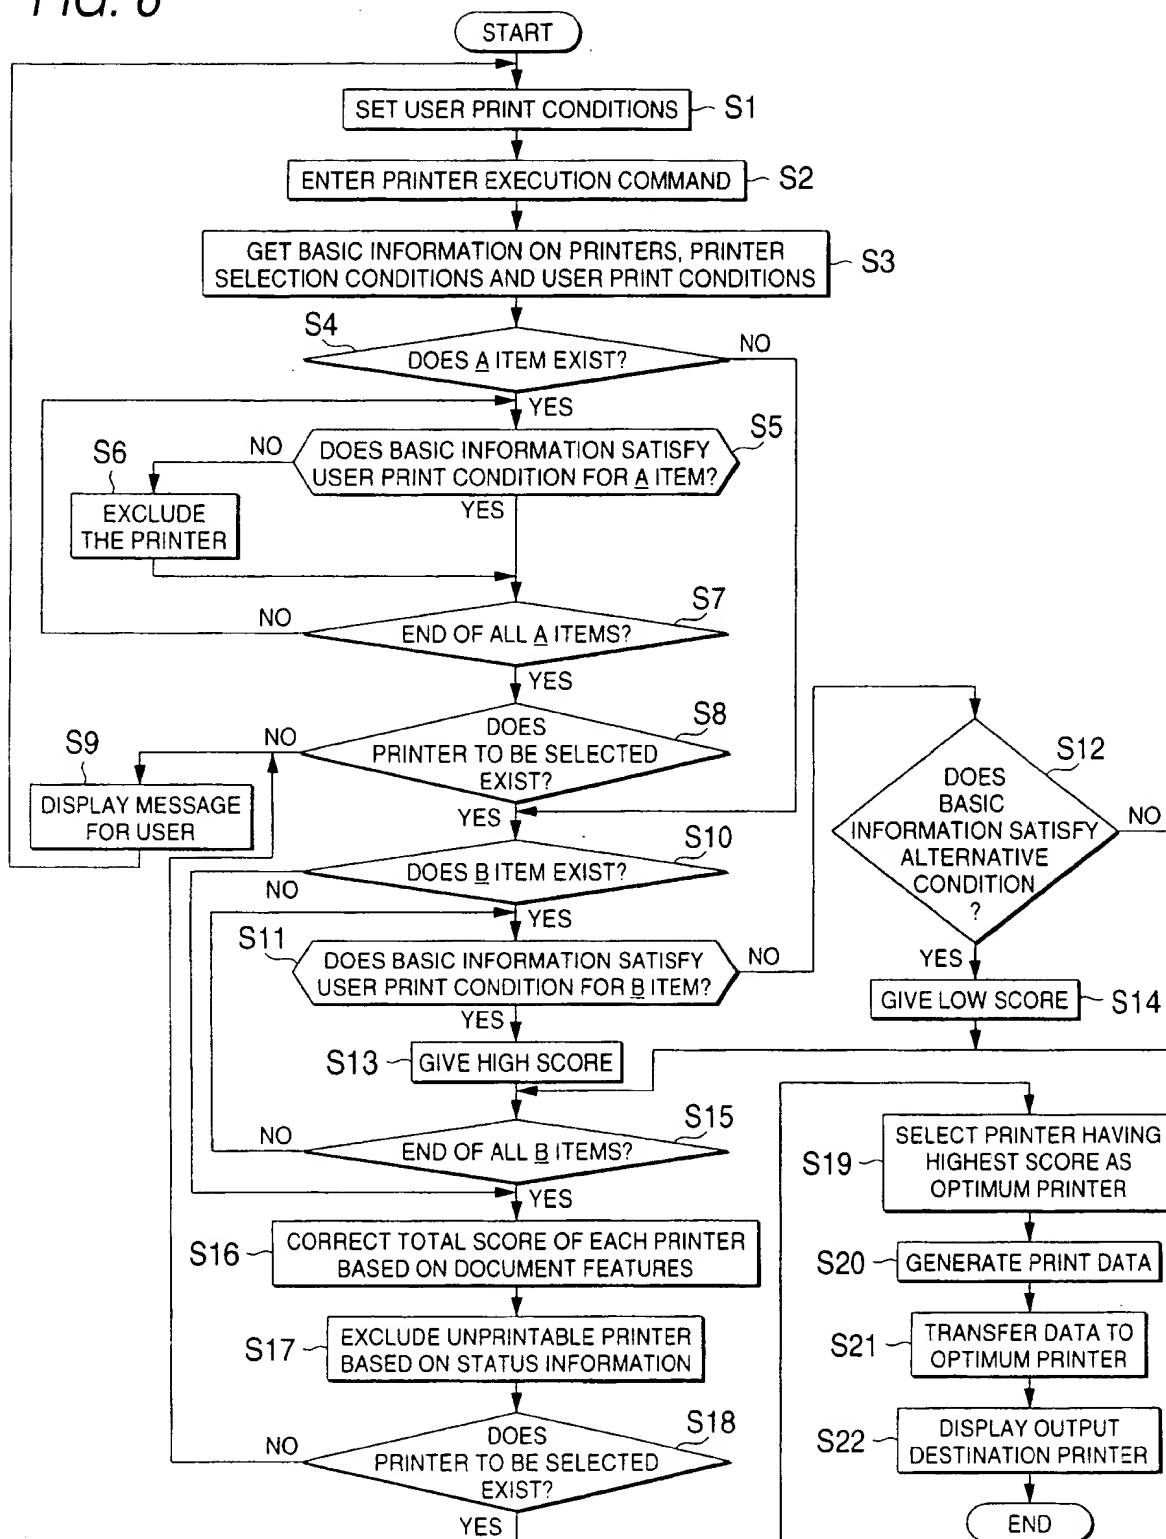 FIG. 6
START
SET USER PRINT CONDITIONS
S1
ENTER PRINTER EXECUTION COMMAND
S2
GET BASIC INFORMATION ON PRINTERS, PRINTER
SELECTION CONDITIONS AND USER PRINT CONDITIONS
S3
S4
DOES A ITEM EXIST?
NO
YES
S5
DOES BASIC INFORMATION SATISFY
USER PRINT CONDITION FOR A ITEM?
NO
YES
S6
EXCLUDE
THE PRINTER
S7
END OF ALL A ITEMS?
NO
YES
S8
DOES
PRINTER TO BE SELECTED
EXIST?
NO
YES
S9
DISPLAY MESSAGE
FOR USER
S10
DOES B ITEM EXIST?
NO
YES
S11
DOES BASIC INFORMATION SATISFY
USER PRINT CONDITION FOR B ITEM?
NO
YES
S12
DOES
BASIC
INFORMATION SATISFY
ALTERNATIVE
CONDITION
?
NO
YES
S13
GIVE HIGH SCORE
GIVE LOW SCORE
S14
S15
END OF ALL B ITEMS?
NO
YES
S16
CORRECT TOTAL SCORE OF EACH PRINTER
BASED ON DOCUMENT FEATURES
S17
EXCLUDE UNPRINTABLE PRINTER
BASED ON STATUS INFORMATION
S18
DOES
PRINTER TO BE SELECTED
EXIST?
NO
YES
S19
SELECT PRINTER HAVING
HIGHEST SCORE AS
OPTIMUM PRINTER
S20
GENERATE PRINT DATA
S21
TRANSFER DATA TO
OPTIMUM PRINTER
S22
DISPLAY OUTPUT
DESTINATION PRINTER
END